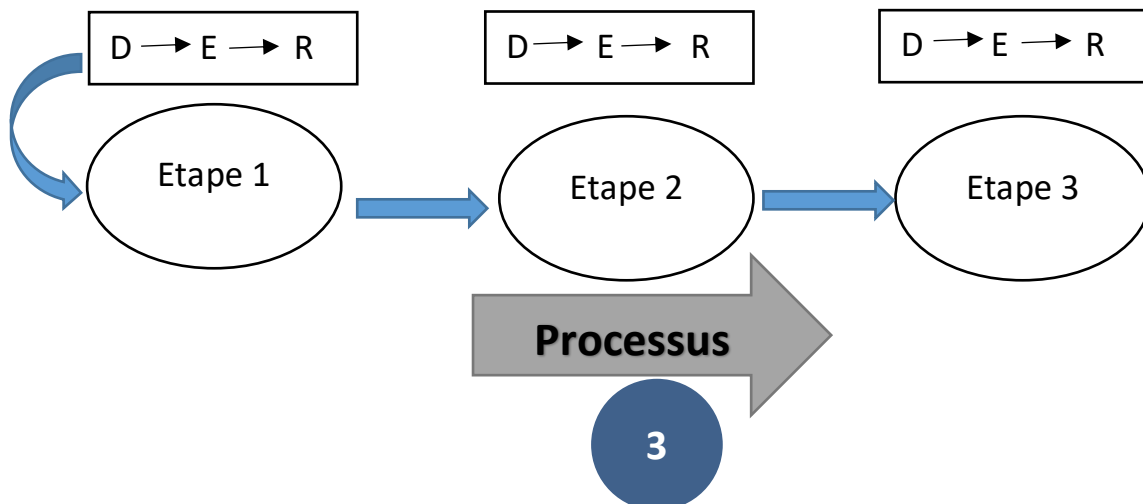 D E R
D E R
D E R
Etape 1
Etape 2
Etape 3
Processus
3